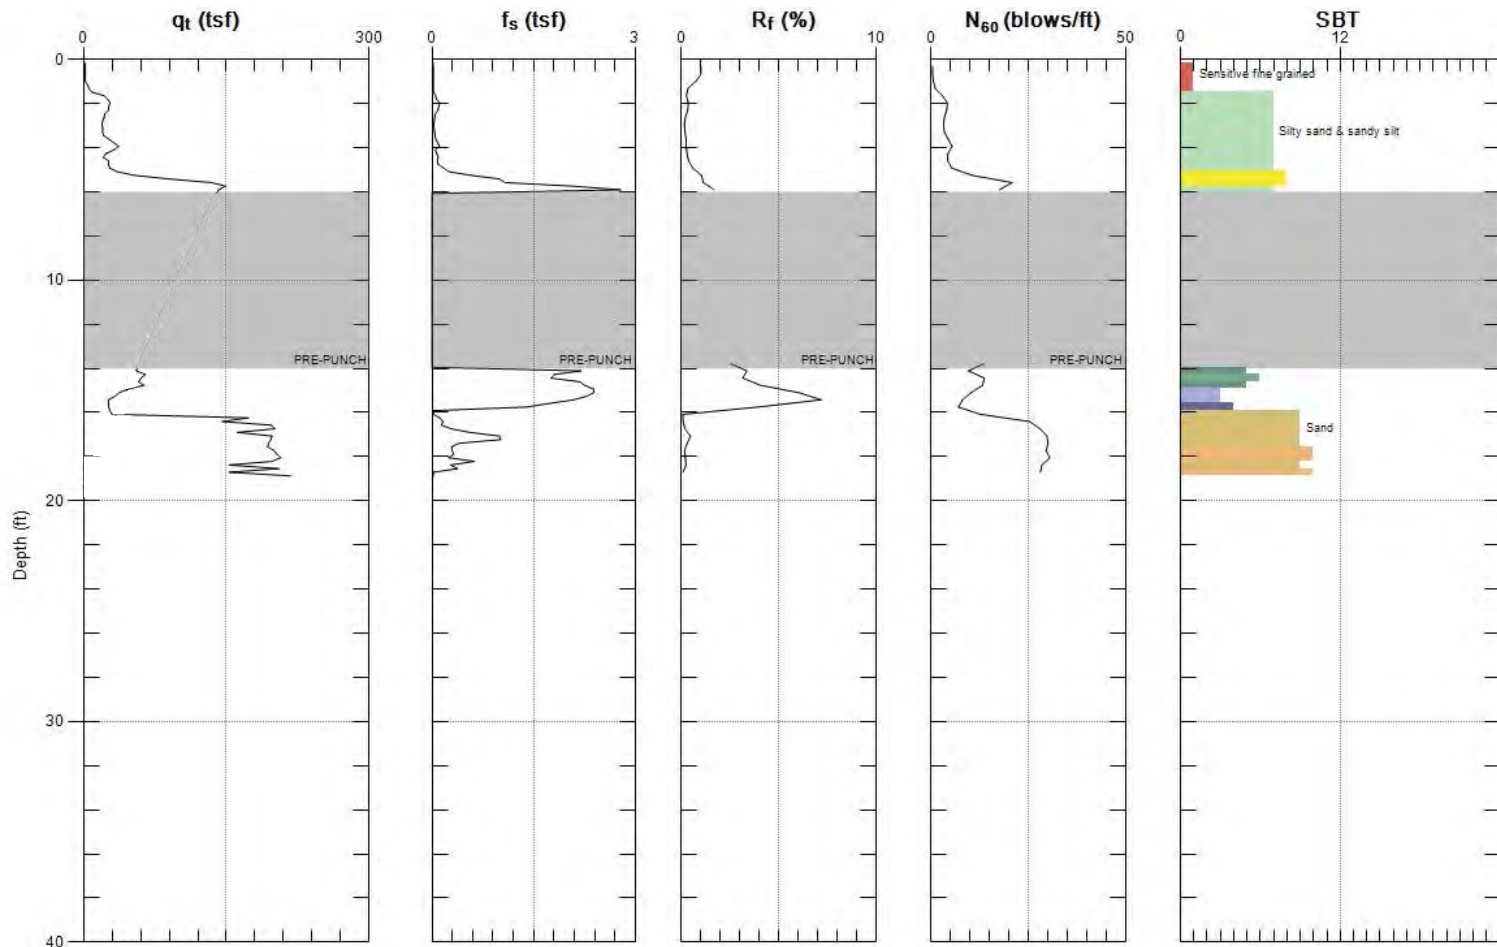 qt (tsf) fs (tsf) Rf (%) N60 (blows/ft) SBT
0 300 0 3 0 10 0 50 0 12
0
Sensitive fine grained
Silty sand & sandy silt
10
PRE-PUNCH PRE-PUNCH PRE-PUNCH PRE-PUNCH
Sand
20
Depth (ft)
30
40